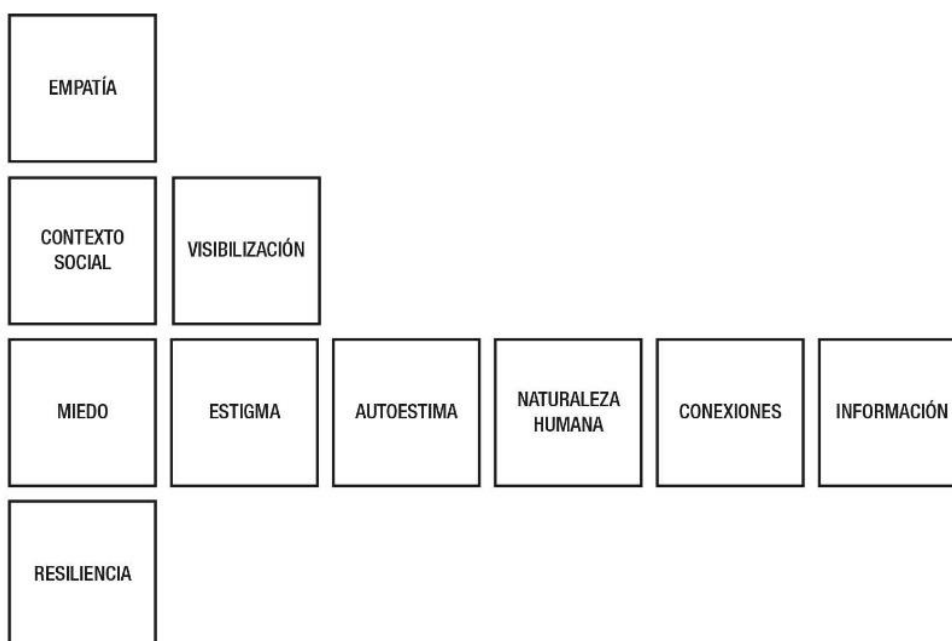 EMPATÍA
CONTEXTO
SOCIAL
VISIBILIZACIÓN
MIEDO
ESTIGMA
AUTOESTIMA
NATURALEZA
HUMANA
CONEXIONES
INFORMACIÓN
RESILIENCIA